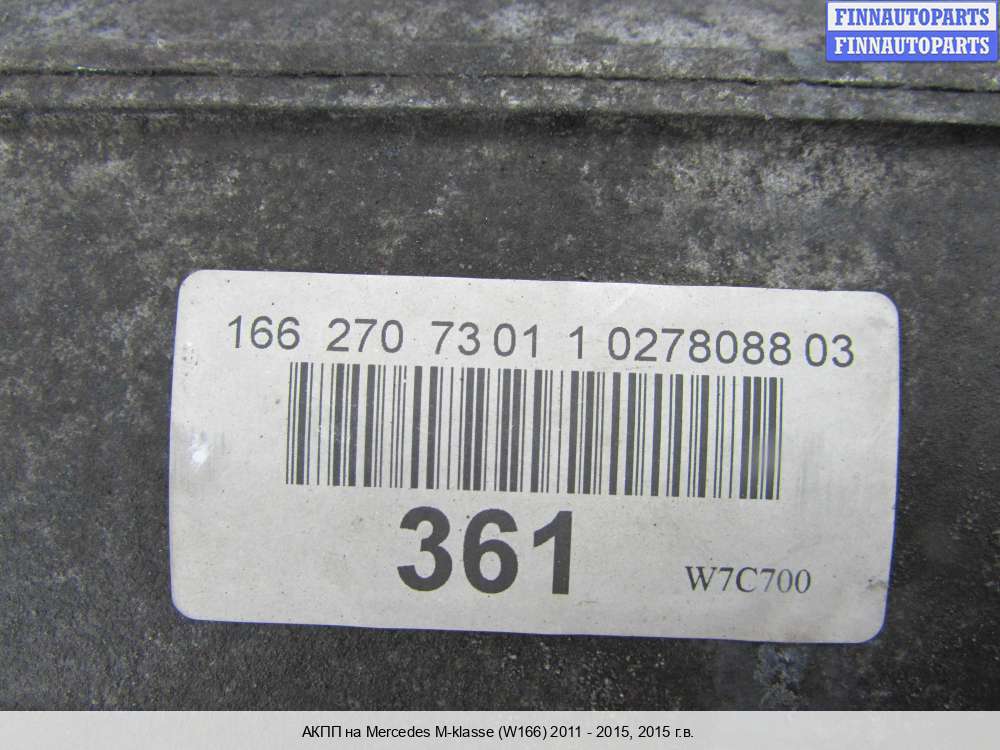 FINNAUTOPARTS
FINNAUTOPARTS
166 270 73 01 1 0278088 03
361
W7C700
АКПП на Mercedes M-klasse (W166) 2011 - 2015, 2015 г.в.